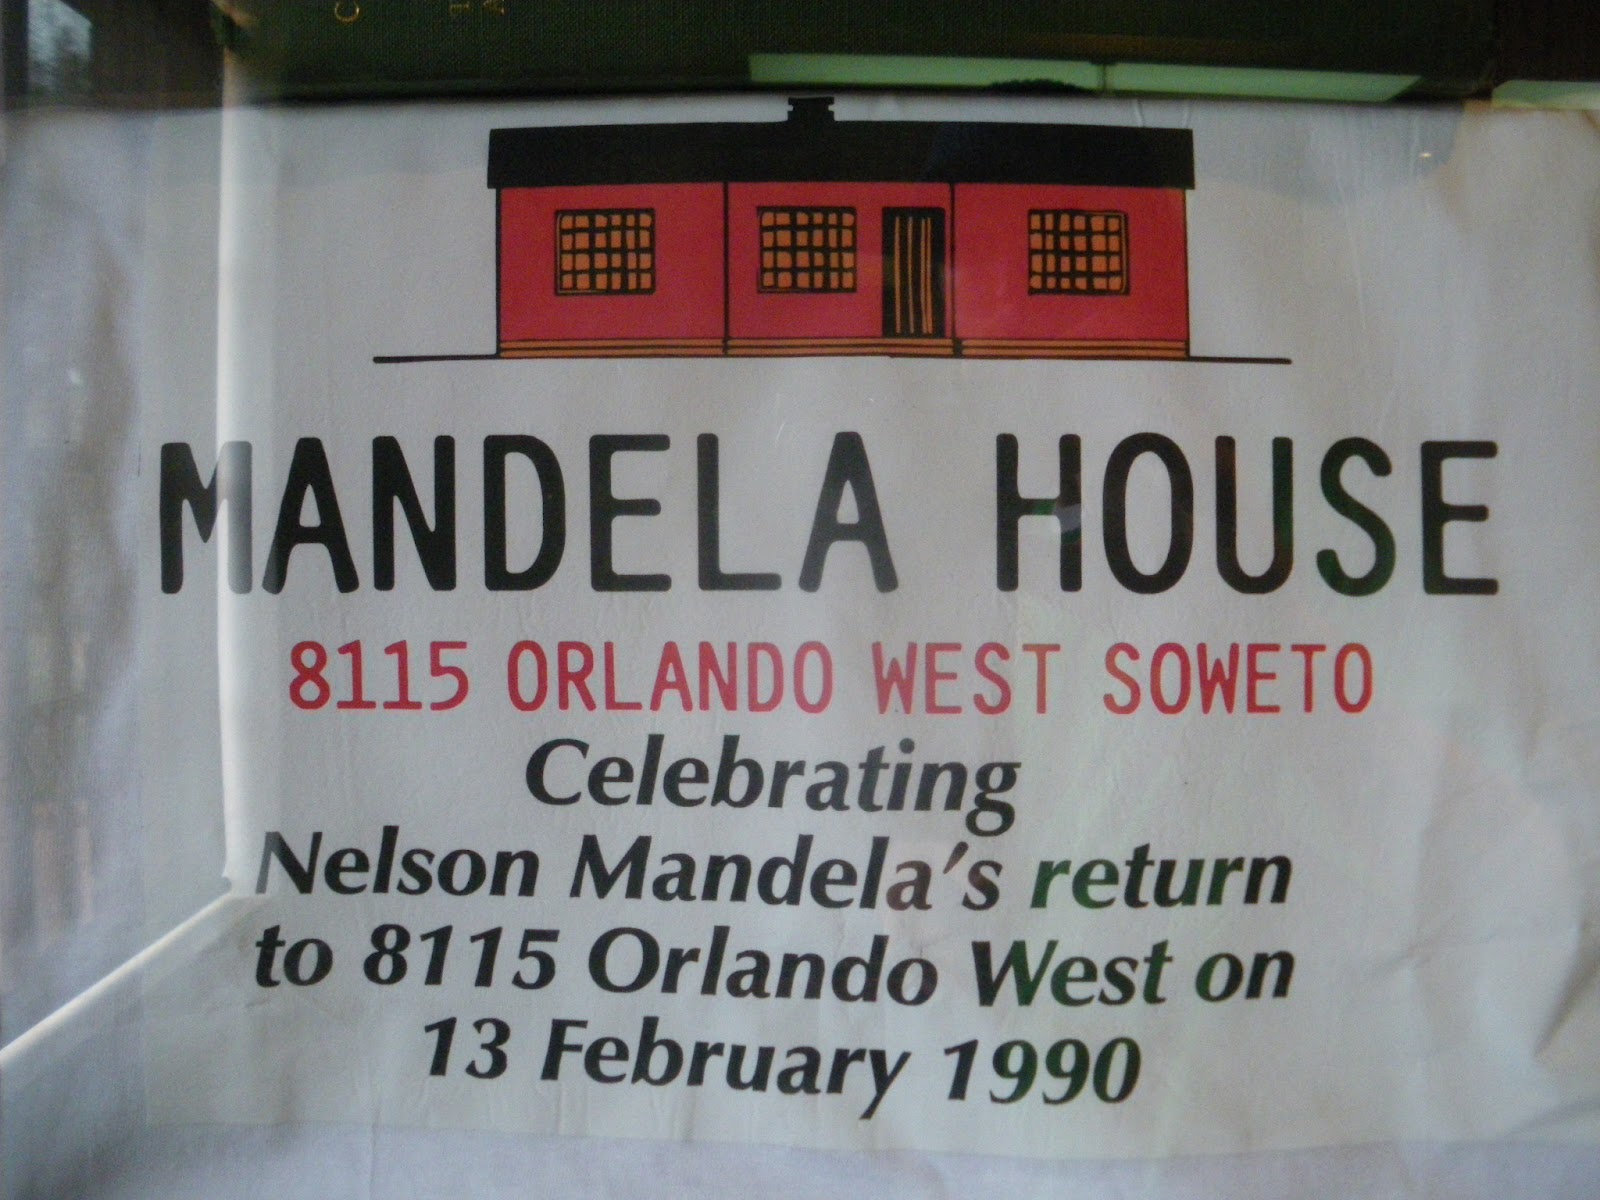 MANDELA HOUSE
8115 ORLANDO WEST SOWETO
Celebrating
Nelson Mandela's return
to 8115 Orlando West on
13 February 1990